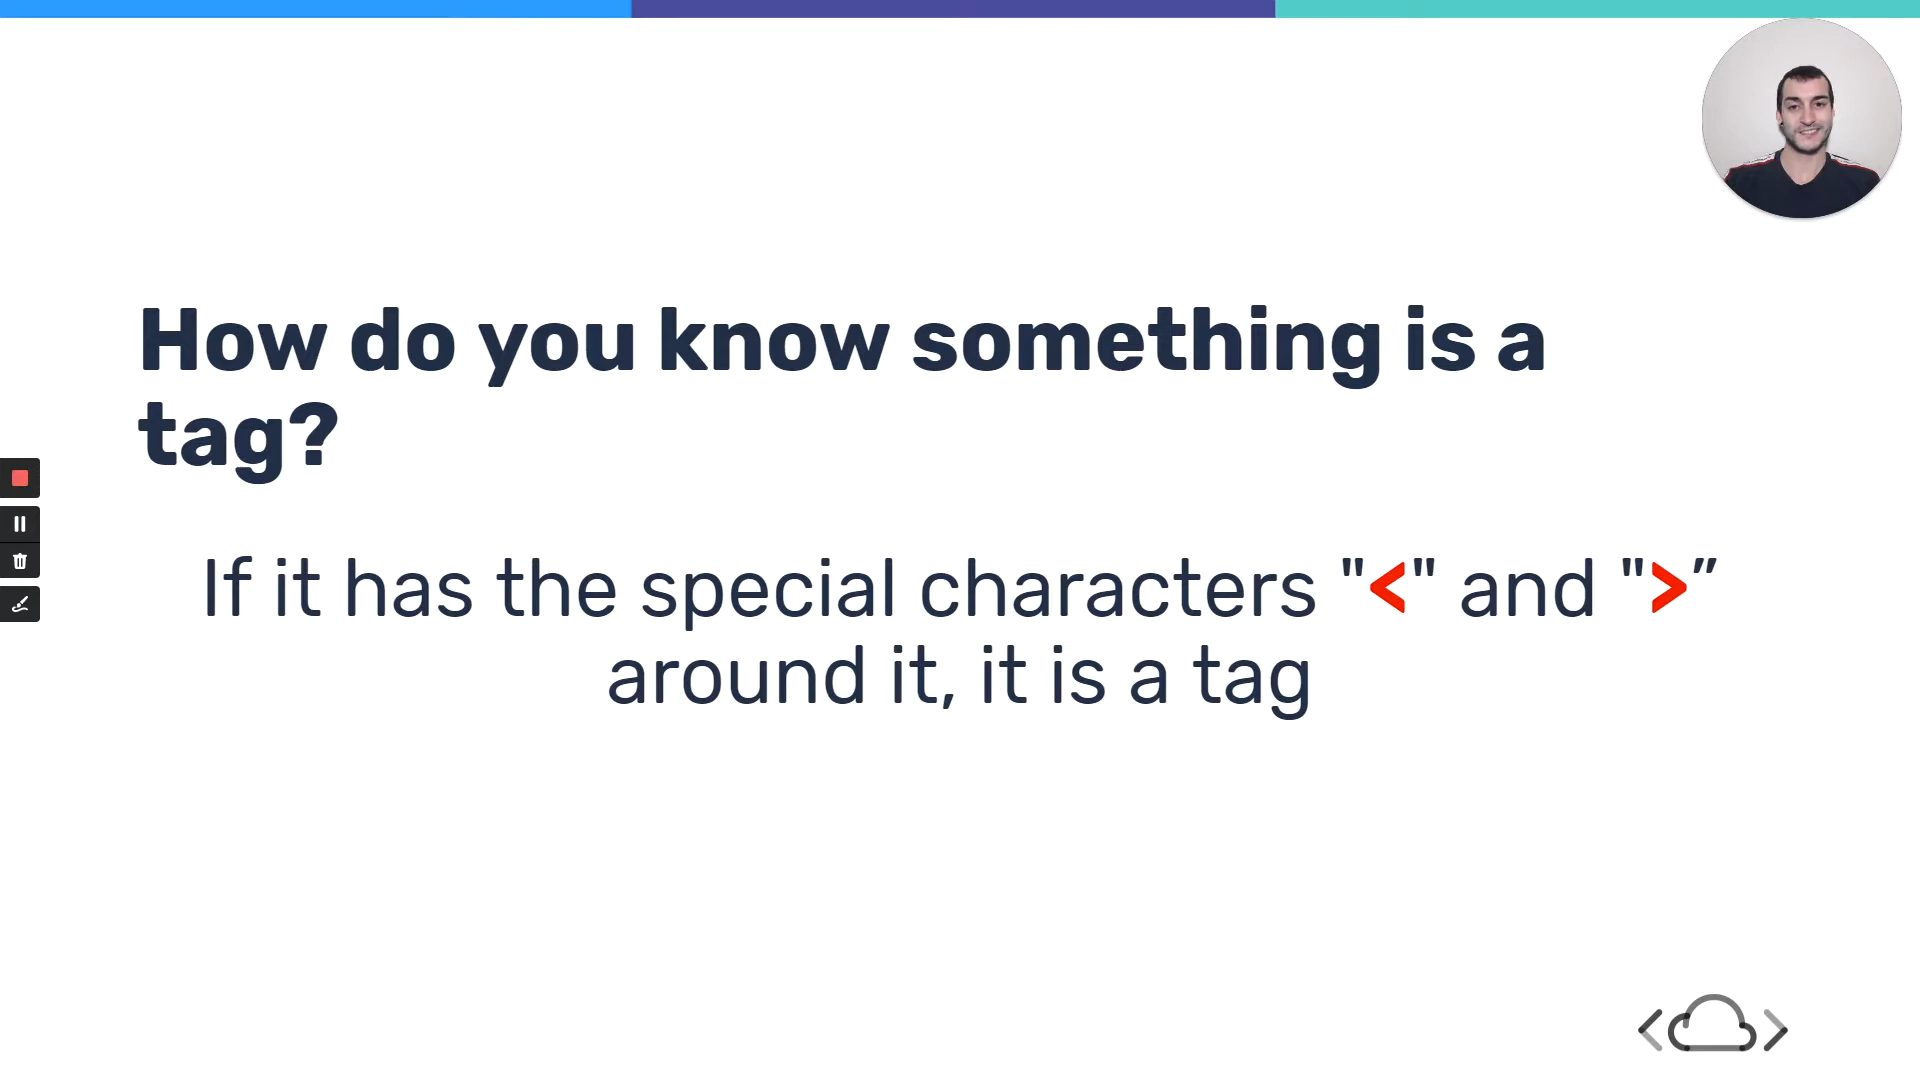 How do you know something is a
tag?
If it has the special characters "<" and ">”
around it, it is a tag